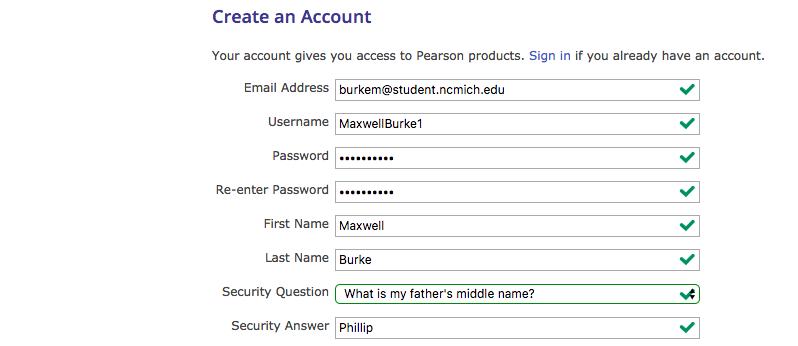 Create an Account
Your account gives you access to Pearson products. Sign in if you already have an account.
Email Address burkem@student.ncmich.edu
Username MaxwellBurke1
Password ••••••••••
Re-enter Password ••••••••••
First Name Maxwell
Last Name Burke
Security Question What is my father's middle name?
Security Answer Phillip